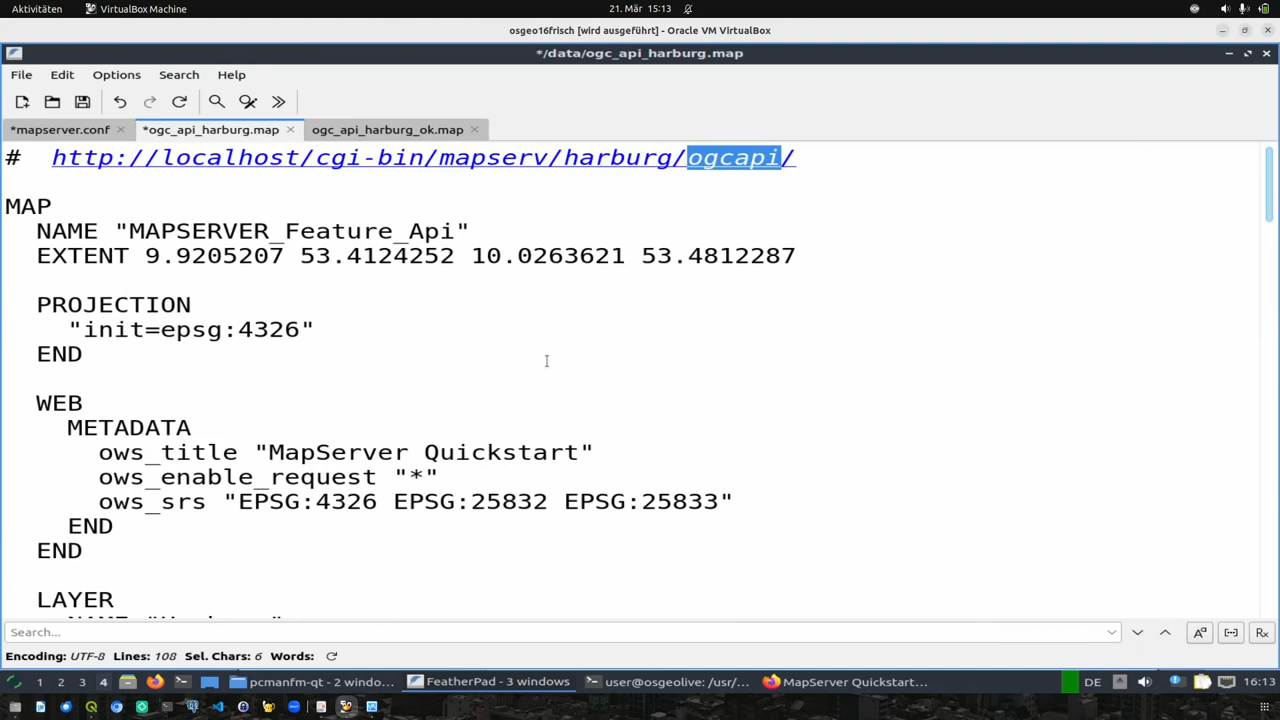 Aktivitäten
VirtualBox Machine
21. Mär 15:13
osgeo16frisch [wird ausgeführt] - Oracle VM VirtualBox
*/data/ogc_api_harburg.map
File Edit Options Search Help
*mapserver.conf
*ogc_api_harburg.map
ogc_api_harburg_ok.map
# http://localhost/cgi-bin/mapserv/harburg/ogcapi/
MAP
NAME "MAPSERVER_Feature_Api"
EXTENT 9.9205207 53.4124252 10.0263621 53.4812287
PROJECTION
"init=epsg:4326"
END
WEB
METADATA
ows_title "MapServer Quickstart"
ows_enable_request "*"
ows_srs "EPSG:4326 EPSG:25832 EPSG:25833"
END
END
LAYER
Search...
Encoding: UTF-8 Lines: 108 Sel. Chars: 6 Words:
1 2 3 4
pcmanfm-qt - 2 windo...
FeatherPad - 3 windows
user@osgeolive: /usr/...
MapServer Quickstart...
DE
16:13